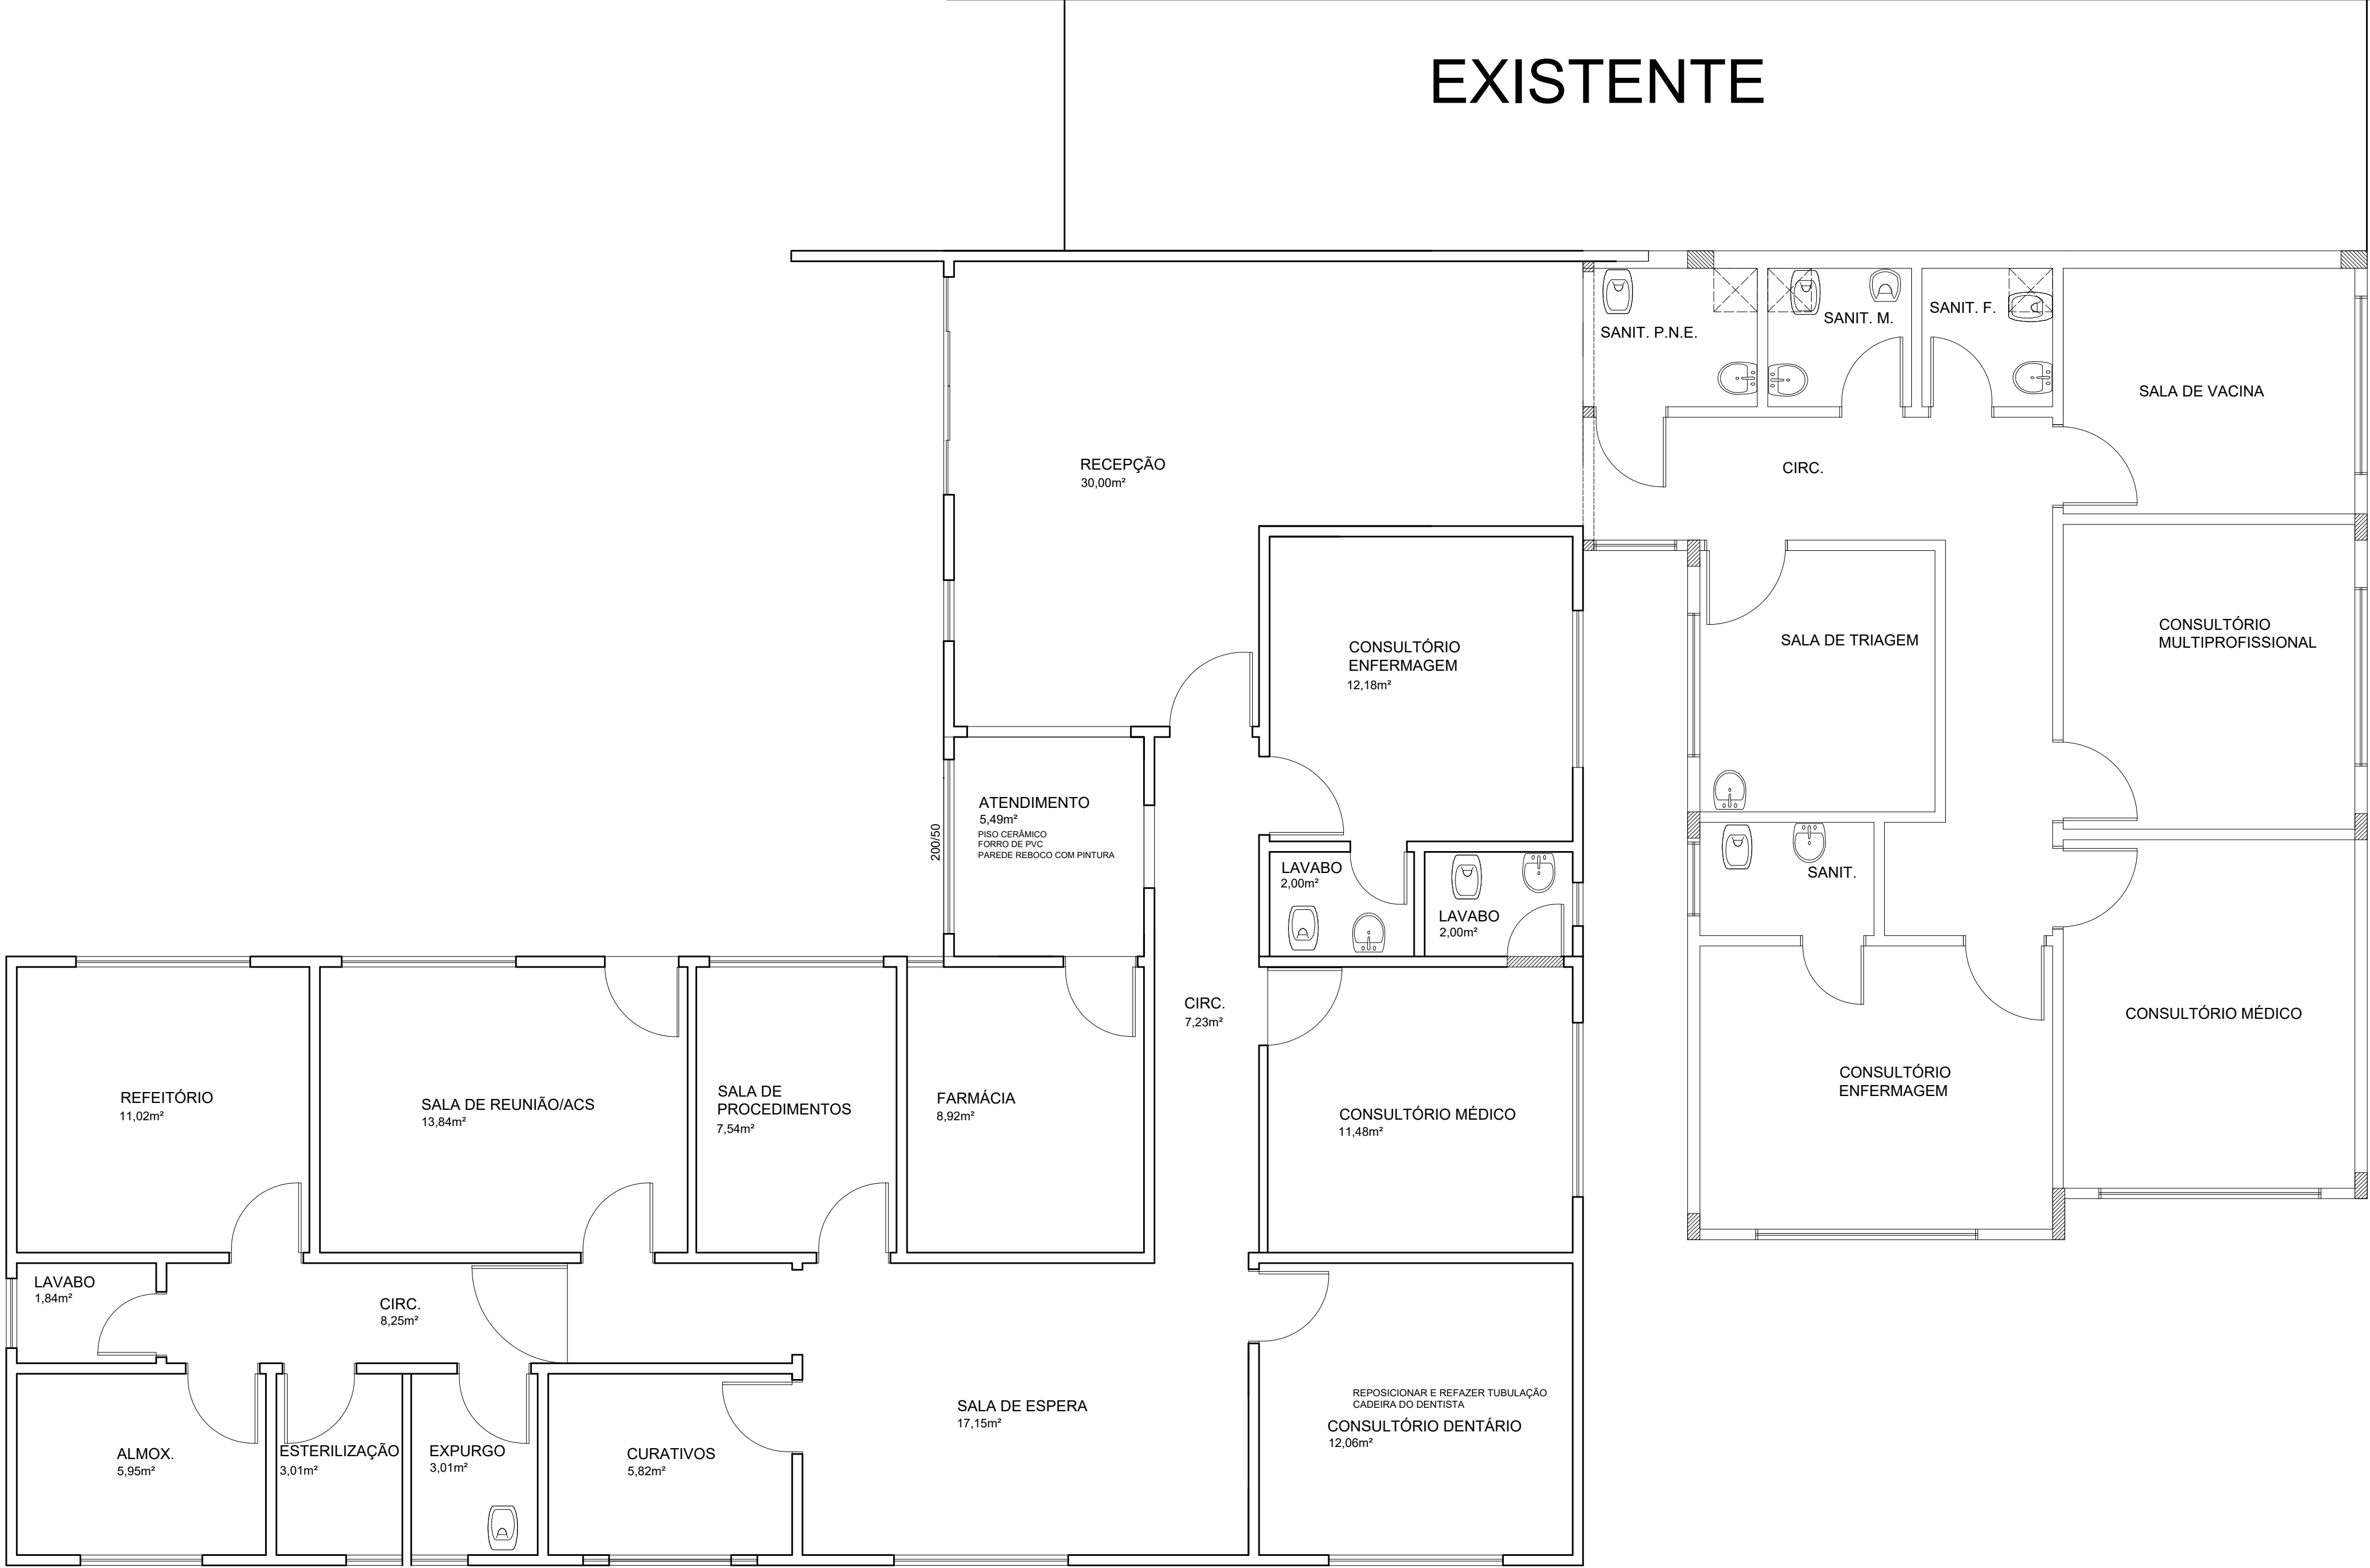 EXISTENTE
SANIT. P.N.E.
SANIT. M.
SANIT. F.
SALA DE VACINA
RECEPÇÃO
30,00m²
CIRC.
CONSULTÓRIO
ENFERMAGEM
12,18m²
SALA DE TRIAGEM
CONSULTÓRIO
MULTIPROFISSIONAL
200/50
ATENDIMENTO
5,49m²
PISO CERÂMICO
FORRO DE PVC
PAREDE REBOCO COM PINTURA
LAVABO
2,00m²
LAVABO
2,00m²
SANIT.
CIRC.
7,23m²
CONSULTÓRIO MÉDICO
CONSULTÓRIO
ENFERMAGEM
REFEITÓRIO
11,02m²
SALA DE REUNIÃO/ACS
13,84m²
SALA DE
PROCEDIMENTOS
7,54m²
FARMÁCIA
8,92m²
CONSULTÓRIO MÉDICO
11,48m²
LAVABO
1,84m²
CIRC.
8,25m²
ALMOX.
5,95m²
ESTERILIZAÇÃO
3,01m²
EXPURGO
3,01m²
CURATIVOS
5,82m²
SALA DE ESPERA
17,15m²
REPOSICIONAR E REFAZER TUBULAÇÃO
CADEIRA DO DENTISTA
CONSULTÓRIO DENTÁRIO
12,06m²